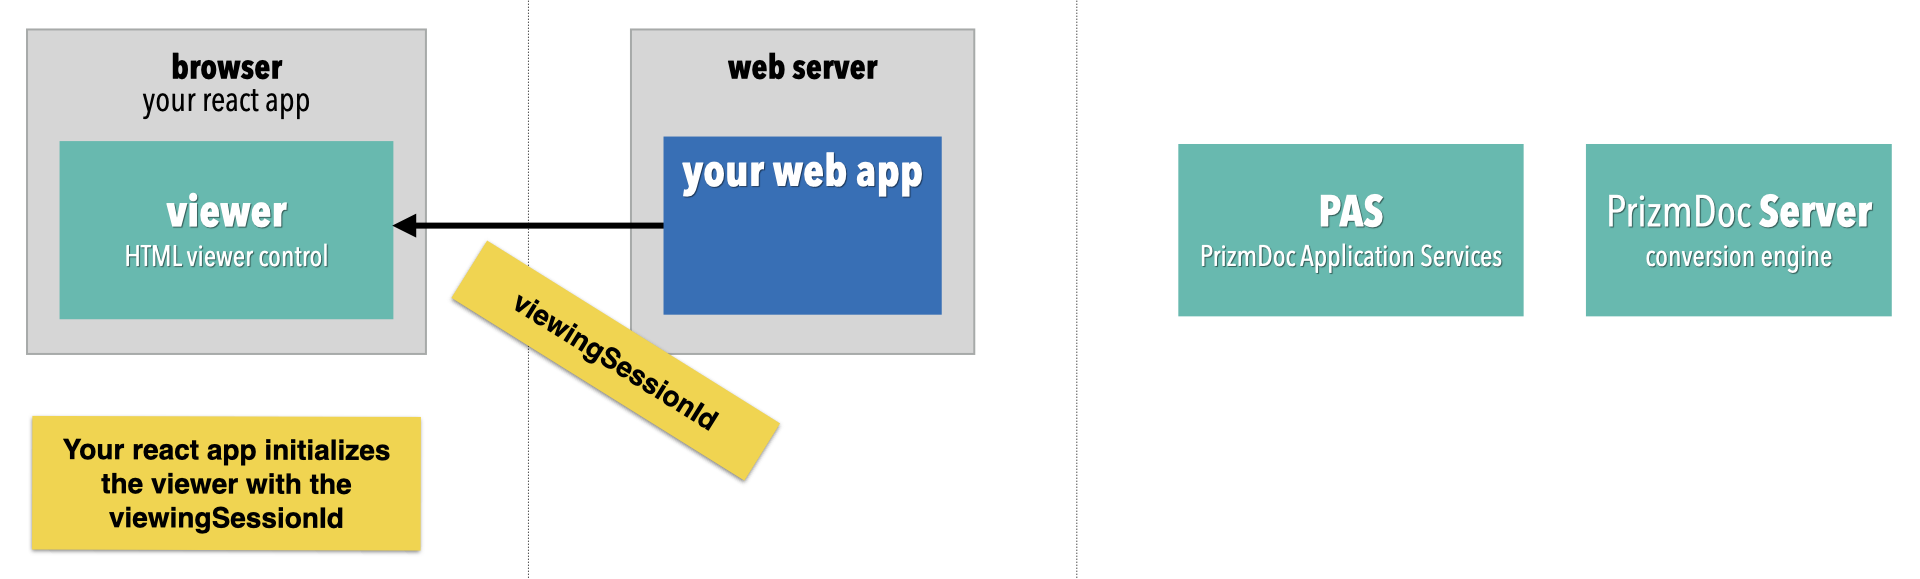 browser
your react app
viewer
HTML viewer control
web server
your web app
viewingSessionId
PAS
PrizmDoc Application Services
PrizmDoc Server
conversion engine
Your react app initializes
the viewer with the
viewingSessionId